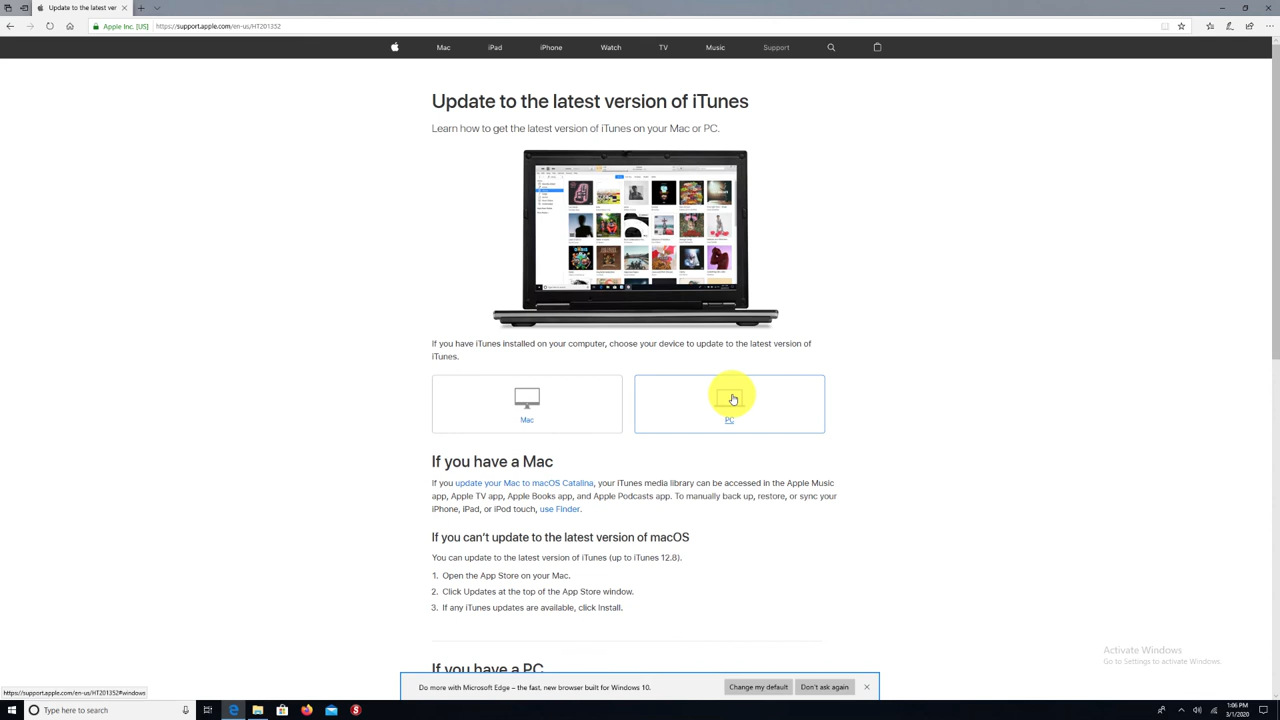 Update to the latest ver
Apple Inc. [US]
https://support.apple.com/en-us/HT201352
Mac
iPad
iPhone
Watch
TV
Music
Support
Update to the latest version of iTunes
Learn how to get the latest version of iTunes on your Mac or PC.
If you have iTunes installed on your computer, choose your device to update to the latest version of
iTunes.
Mac
PC
If you have a Mac
If you update your Mac to macOS Catalina, your iTunes media library can be accessed in the Apple Music
app, Apple TV app, Apple Books app, and Apple Podcasts app. To manually back up, restore, or sync your
iPhone, iPad, or iPod touch, use Finder.
If you can't update to the latest version of macOS
You can update to the latest version of iTunes (up to iTunes 12.8).
1. Open the App Store on your Mac.
2. Click Updates at the top of the App Store window.
3. If any iTunes updates are available, click Install.
Activate Windows
Go to Settings to activate Windows.
If you have a PC
Do more with Microsoft Edge – the fast, new browser built for Windows 10.
Change my default
Don't ask again
https://support.apple.com/en-us/HT201352#windows
Type here to search
1:06 PM
3/1/2020